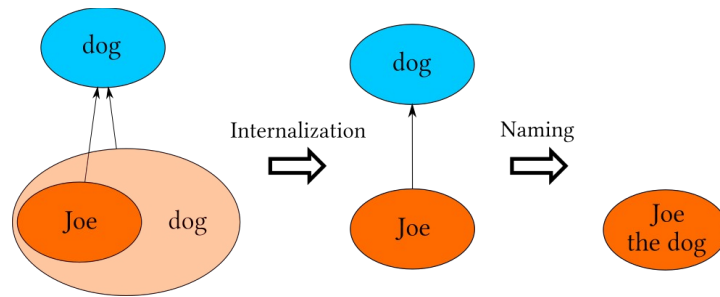 dog
Joe
dog
Internalization
dog
Joe
Naming
Joe
the dog